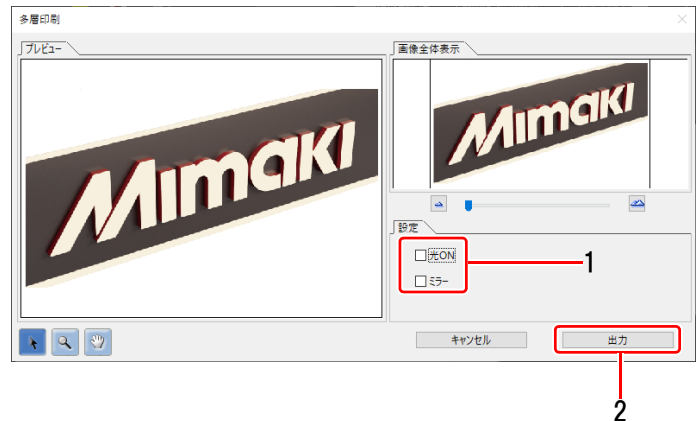 多層印刷
プレビュー
画像全体表示
Mimaki
Mimaki
設定
光ON
1
ミラー
キャンセル
出力
2